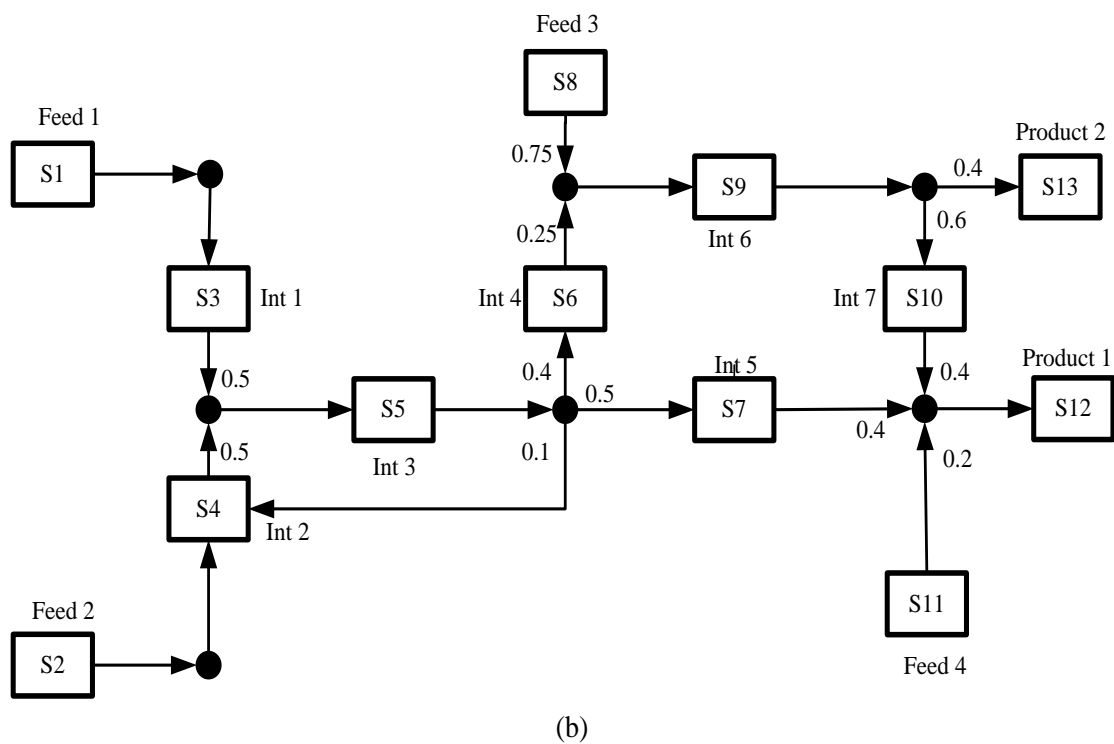 Feed 3
S8
Feed 1
Product 2
S1
0.75
S9
0.4
S13
0.25
Int 6
0.6
S3
Int 1
Int 4
S6
Int 7
S10
0.5
0.4
Int 5
0.4
Product 1
S5
0.5
S7
0.4
S12
0.5
Int 3
0.1
0.2
S4
Int 2
Feed 2
S11
S2
Feed 4
(b)